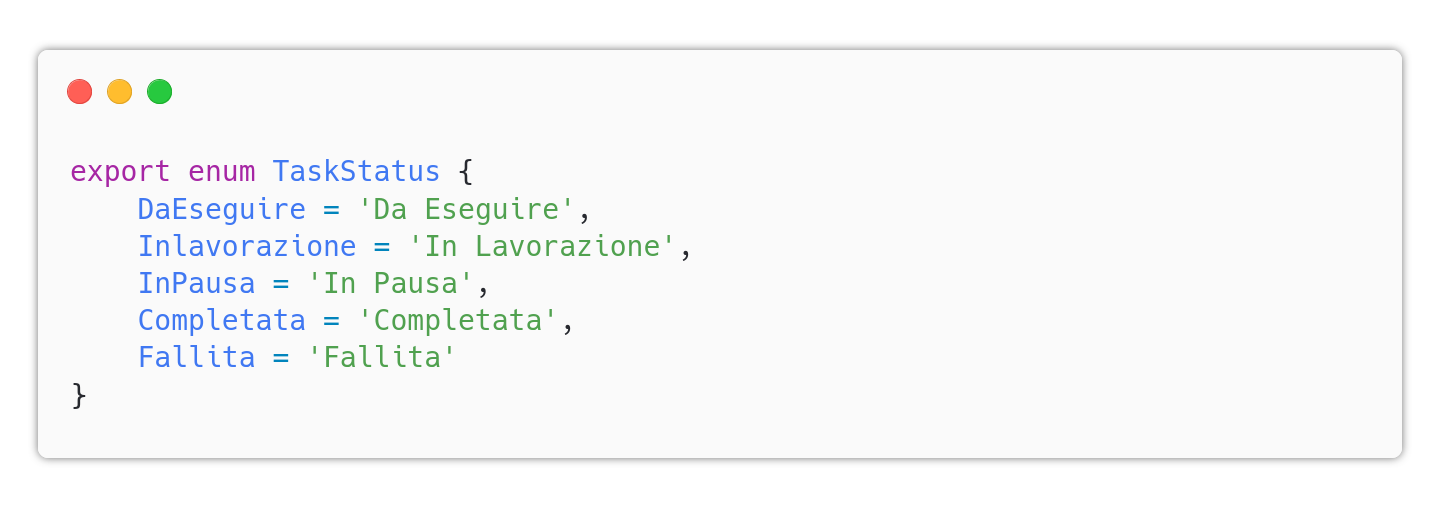 export enum TaskStatus {
    DaEseguire = 'Da Eseguire',
    Inlavorazione = 'In Lavorazione',
    InPausa = 'In Pausa',
    Completata = 'Completata',
    Fallita = 'Fallita'
}